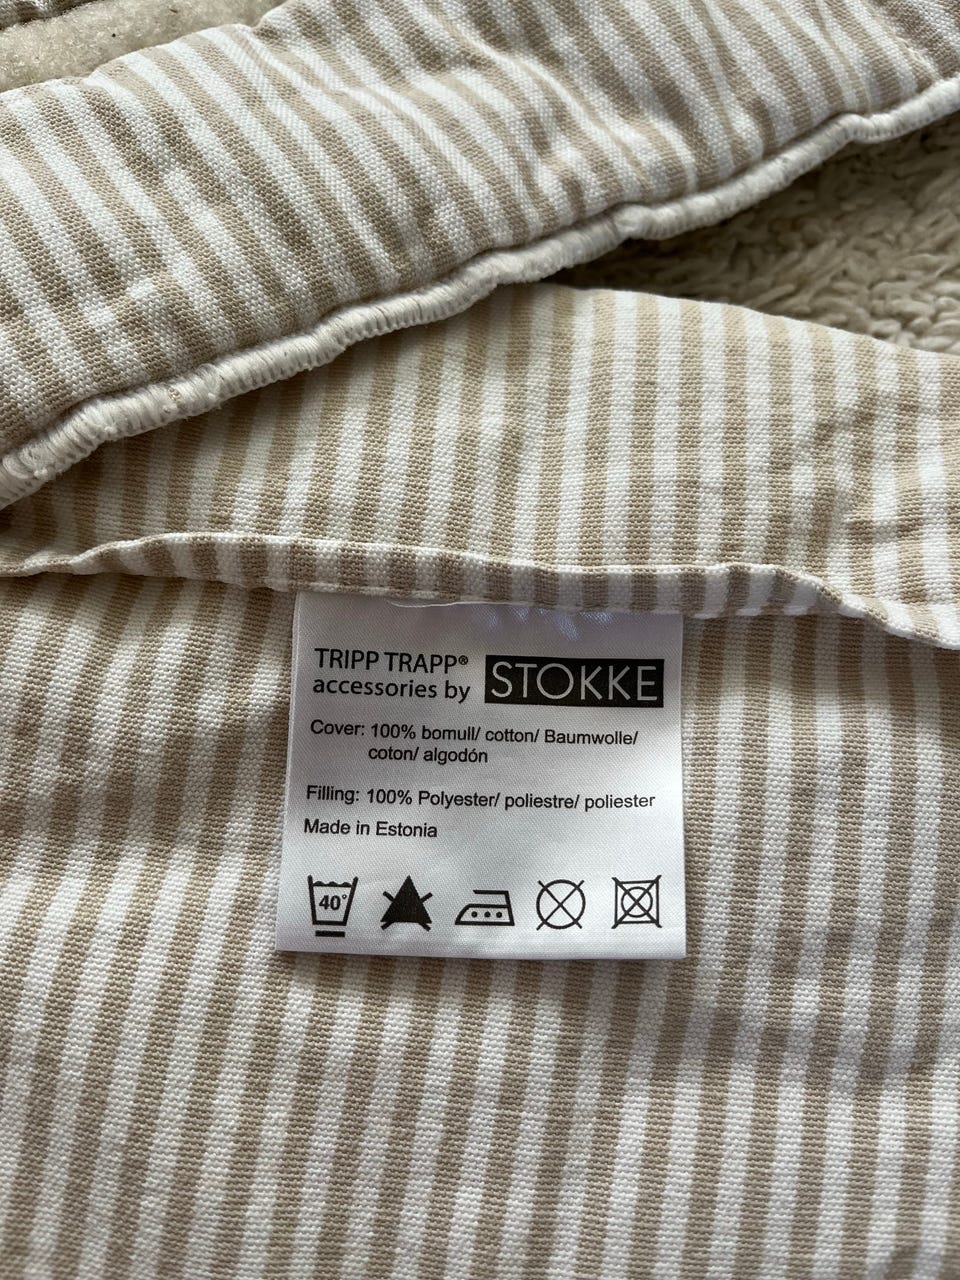 TRIPP TRAPP®
accessories by STOKKE
Cover: 100% bomull/ cotton/ Baumwolle/
coton/ algodón
Filling: 100% Polyester/ poliestre/ poliester
Made in Estonia
40°